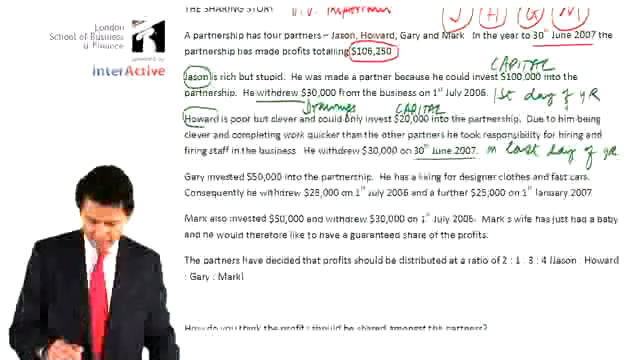 London
School of Business
& Finance
powered by
interActive
THE SHARING STORY
V.V. Important
J H G M
A partnership has four partners – Jason, Howard, Gary and Mark In the year to 30th June 2007 the
partnership has made profits totalling $106,250
CAPITAL
Jason is rich but stupid. He was made a partner because he could invest $100,000 into the
partnership. He withdrew $30,000 from the business on 1st July 2006. 1st day of yR
Drawings CAPITAL
Howard is poor but clever and could only invest $20,000 into the partnership. Due to him being
clever and completing work quicker than the other partners he took responsibility for hiring and
firing staff in the business He withdrew $30,000 on 30th June 2007. last day of yR
Gary invested $50,000 into the partnership. He has a liking for designer clothes and fast cars.
Consequently he withdrew $25,000 on 1st July 2006 and a further $25,000 on 1st January 2007
Mark also invested $50,000 and withdrew $30,000 on 1st July 2006. Mark s wife has just had a baby
and he would therefore like to have a guaranteed share of the profits.
The partners have decided that profits should be distributed at a ratio of 2 : 1 : 3 : 4 (Jason : Howard
: Gary : Mark)
How do you think the profit should be shared amongst the partners?